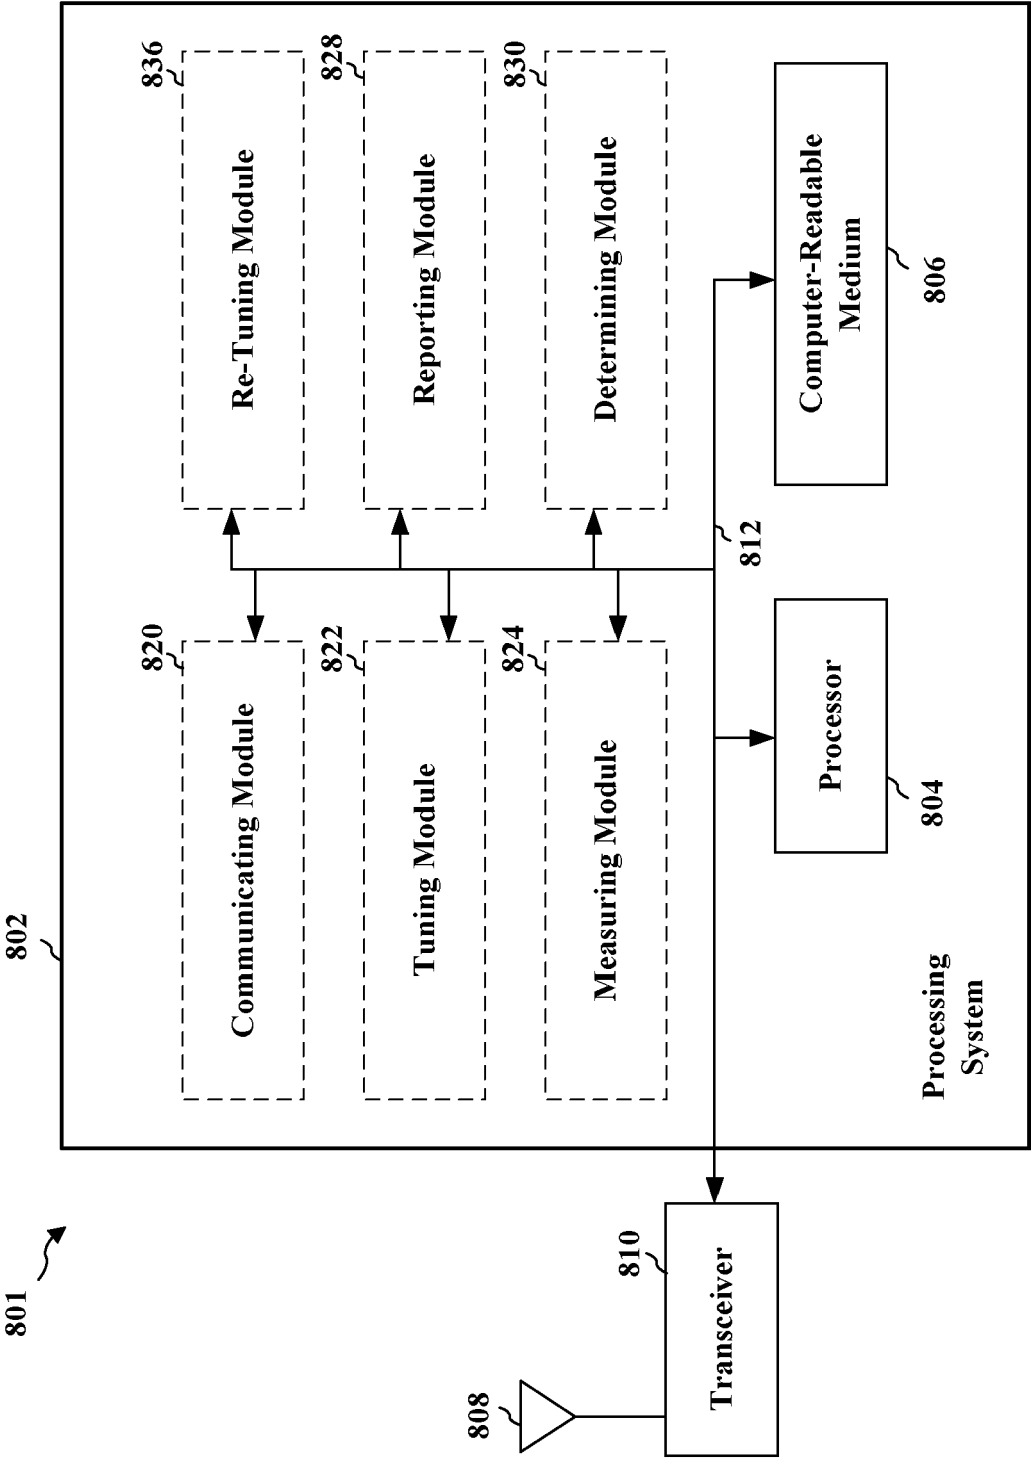 801
802
820
Communicating Module
836
Re-Tuning Module
822
Tuning Module
828
Reporting Module
824
Measuring Module
830
Determining Module
808
810
Transceiver
812
Processor
804
Computer-Readable
Medium
806
Processing
System